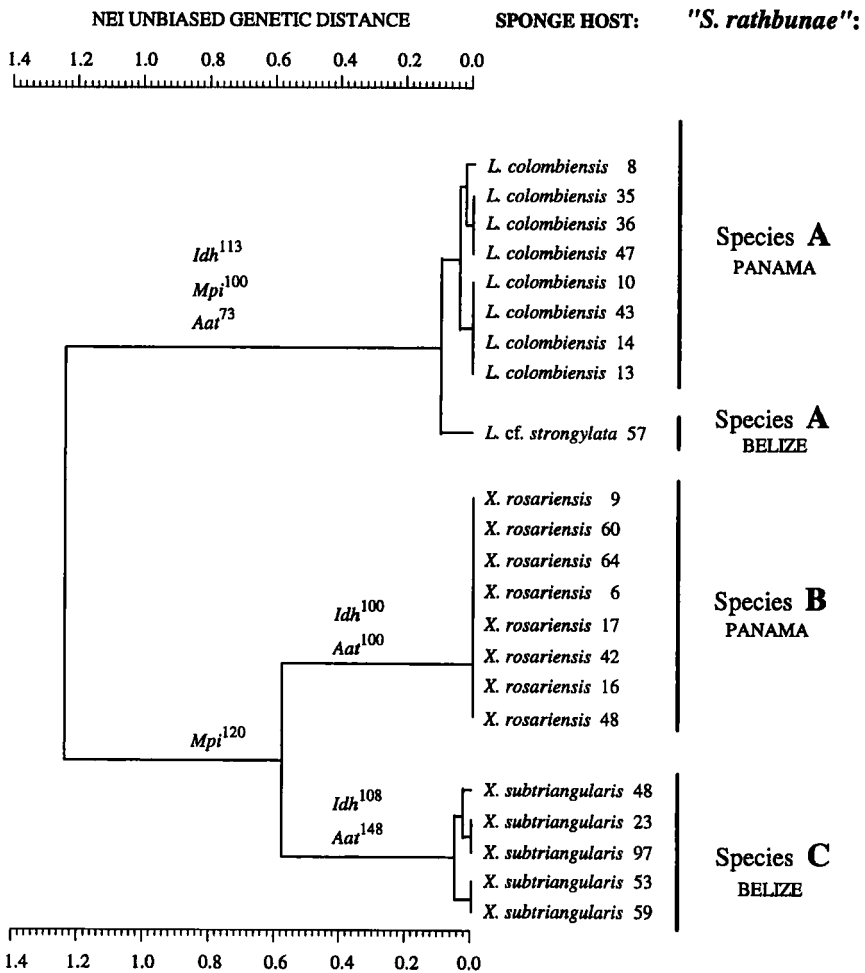 NEI UNBIASED GENETIC DISTANCE SPONGE HOST: "S. rathbunae":
1.4 1.2 1.0 0.8 0.6 0.4 0.2 0.0
L. colombiensis 8
L. colombiensis 35
L. colombiensis 36
L. colombiensis 47
L. colombiensis 10
L. colombiensis 43
L. colombiensis 14
L. colombiensis 13
Species A
PANAMA
Idh113
Mpi100
Aat73
L. cf. strongylata 57
Species A
BELIZE
X. rosariensis 9
X. rosariensis 60
X. rosariensis 64
X. rosariensis 6
X. rosariensis 17
X. rosariensis 42
X. rosariensis 16
X. rosariensis 48
Species B
PANAMA
Idh100
Aat100
Mpi120
Idh108
Aat148
X. subtriangularis 48
X. subtriangularis 23
X. subtriangularis 97
X. subtriangularis 53
X. subtriangularis 59
Species C
BELIZE
1.4 1.2 1.0 0.8 0.6 0.4 0.2 0.0